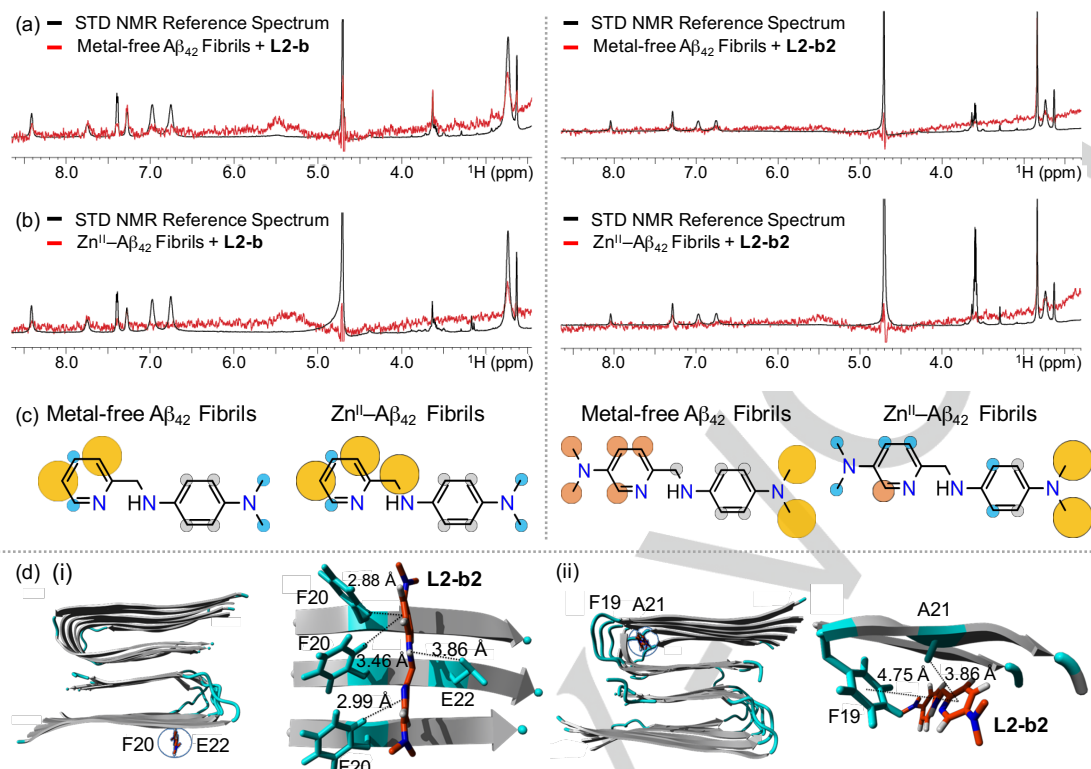 (a) STD NMR Reference Spectrum
Metal-free Aβ42 Fibrils + L2-b
STD NMR Reference Spectrum
Metal-free Aβ42 Fibrils + L2-b2
8.0 7.0 6.0 5.0 4.0 ¹H (ppm)
8.0 7.0 6.0 5.0 4.0 ¹H (ppm)
(b) STD NMR Reference Spectrum
Znᴵᴵ–Aβ42 Fibrils + L2-b
STD NMR Reference Spectrum
Znᴵᴵ–Aβ42 Fibrils + L2-b2
8.0 7.0 6.0 5.0 4.0 ¹H (ppm)
8.0 7.0 6.0 5.0 4.0 ¹H (ppm)
(c) Metal-free Aβ42 Fibrils
Znᴵᴵ–Aβ42 Fibrils
Metal-free Aβ42 Fibrils
Znᴵᴵ–Aβ42 Fibrils
N HN N
N HN N
N N HN N
N N HN N
(d) (i)
F20 E22
L2-b2
2.88 Å
F20
F20
3.46 Å
3.86 Å
E22
2.99 Å
F20
(ii)
F19 A21
A21
4.75 Å 3.86 Å
F19
L2-b2